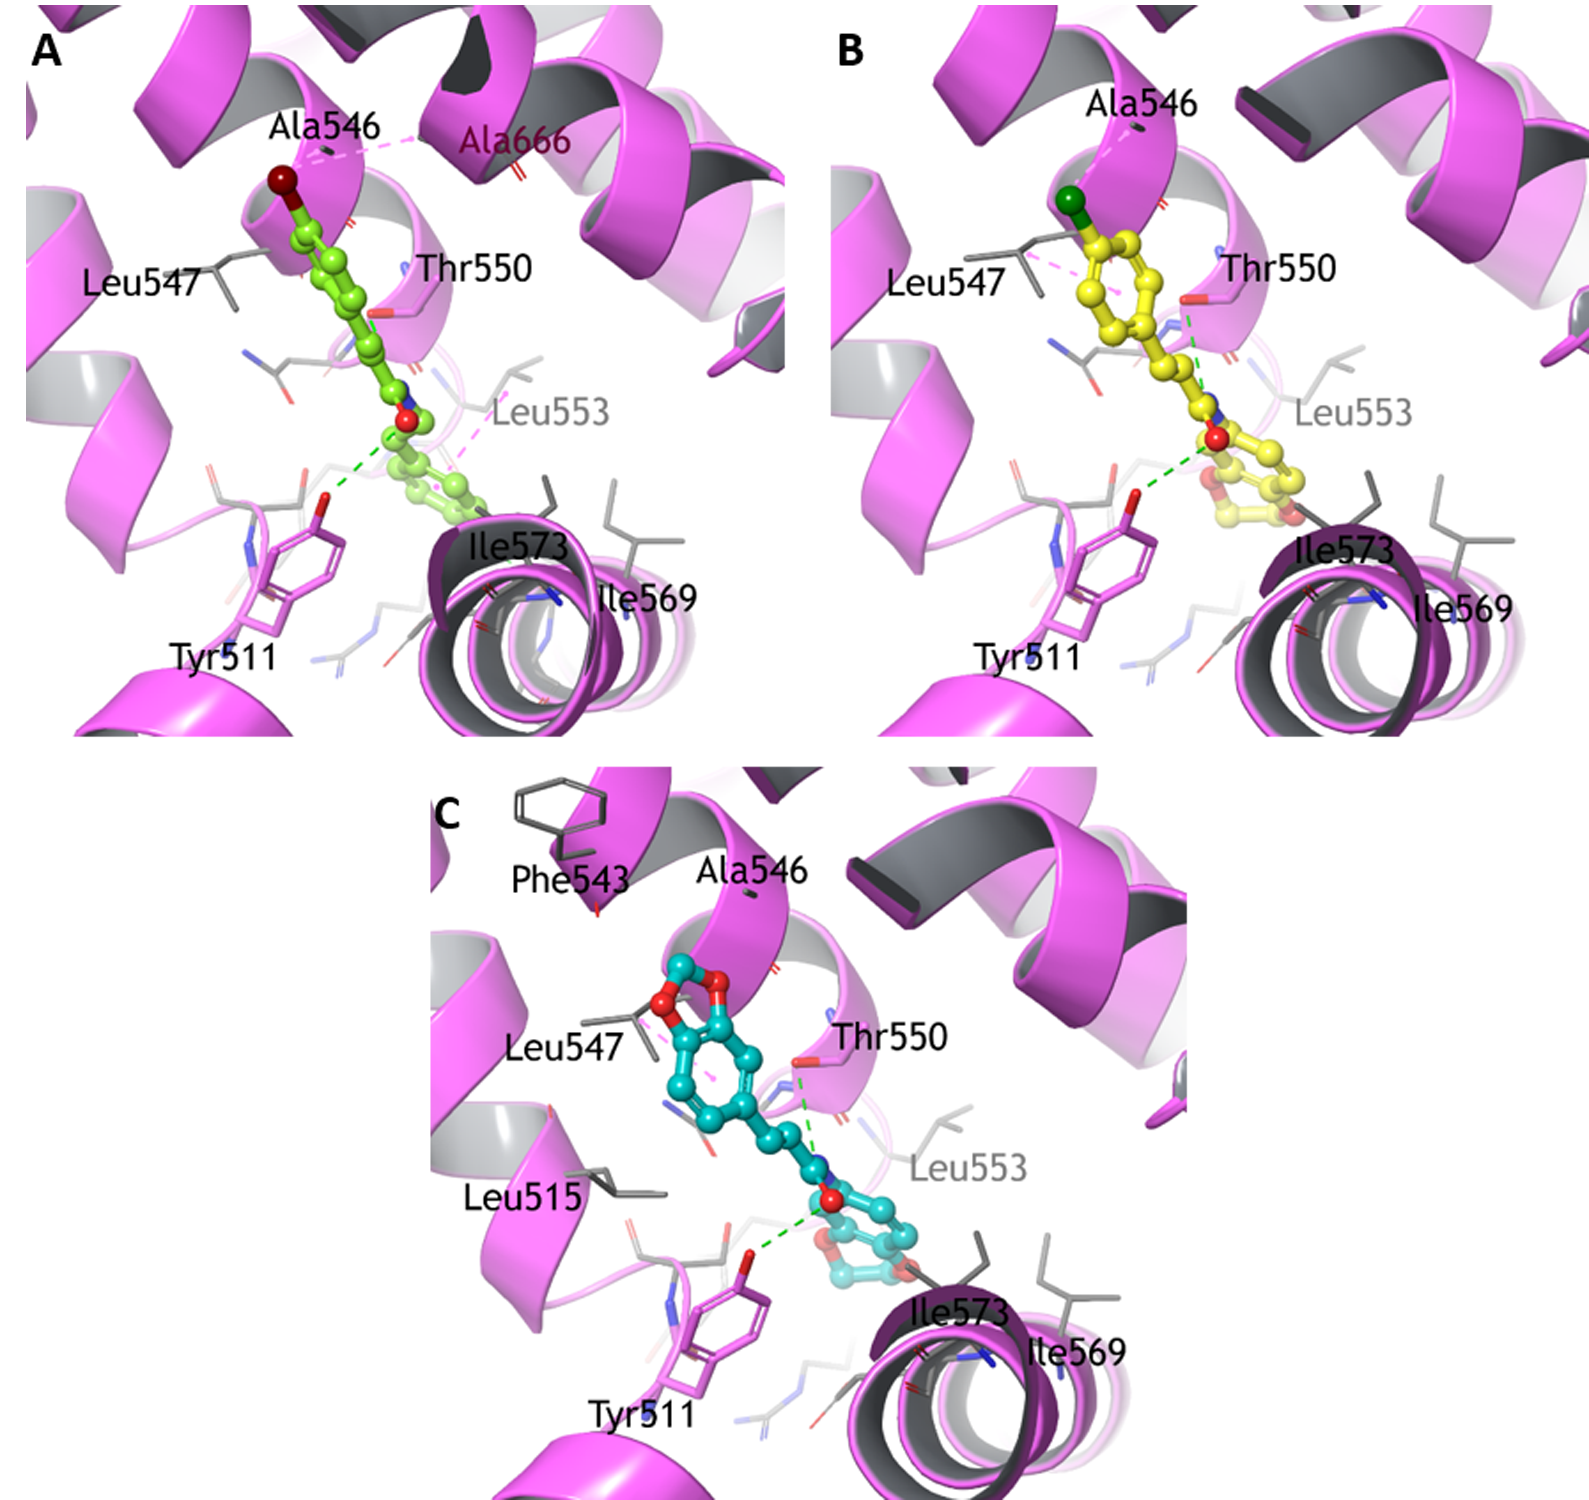 A
Ala546
Ala666
Leu547
Thr550
Leu553
Ile573
Ile569
Tyr511
B
Ala546
Leu547
Thr550
Leu553
Ile573
Ile569
Tyr511
C
Phe543
Ala546
Leu547
Thr550
Leu553
Leu515
Ile573
Ile569
Tyr511